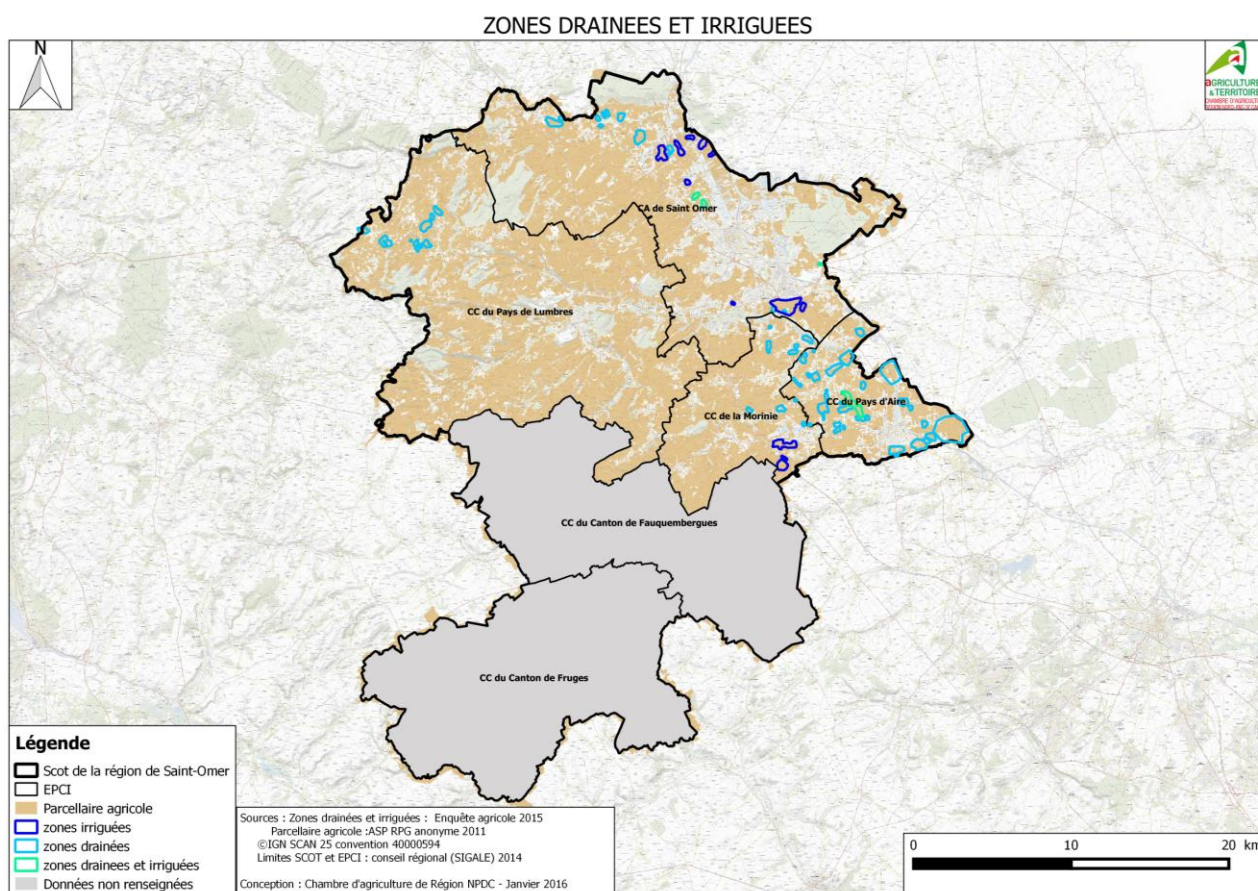 ZONES DRAINEES ET IRRIGUEES
N
AGRICULTURES
& TERRITOIRES
CA de Saint Omer
CC du Pays de Lumbres
CC du Pays d'Aire
CC de la Morinie
CC du Canton de Fauquembergues
CC du Canton de Fruges
Légende
Scot de la région de Saint-Omer
EPCI
Parcellaire agricole
zones irriguées
zones drainées
zones drainees et irriguées
Données non renseignées
Sources : Zones drainées et irriguées : Enquête agricole 2015
Parcellaire agricole :ASP RPG anonyme 2011
©IGN SCAN 25 convention 40000594
Limites SCOT et EPCI : conseil régional (SIGALE) 2014
Conception : Chambre d'agriculture de Région NPDC - Janvier 2016
0 10 20 km